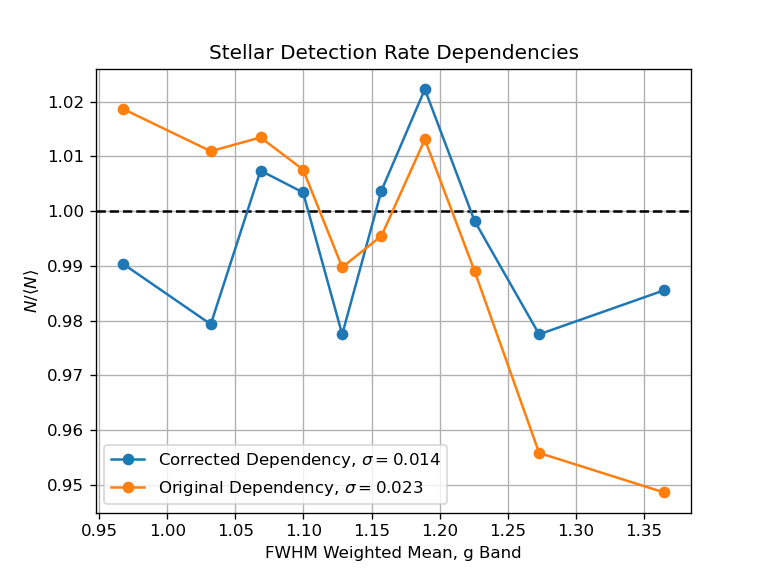 Stellar Detection Rate Dependencies
N/⟨N⟩
1.02
1.01
1.00
0.99
0.98
0.97
0.96
0.95
Corrected Dependency, σ = 0.014
Original Dependency, σ = 0.023
0.95 1.00 1.05 1.10 1.15 1.20 1.25 1.30 1.35
FWHM Weighted Mean, g Band